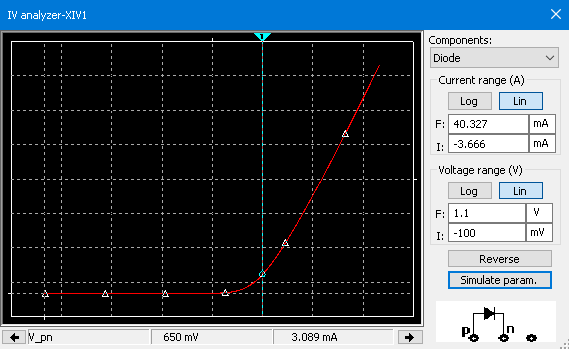 IV analyzer-XIV1
Components:
Diode
Current range (A)
Log Lin
F: 40.327 mA
I: -3.666 mA
Voltage range (V)
Log Lin
F: 1.1 V
I: -100 mV
Reverse
Simulate param.
p n
V_pn 650 mV 3.089 mA